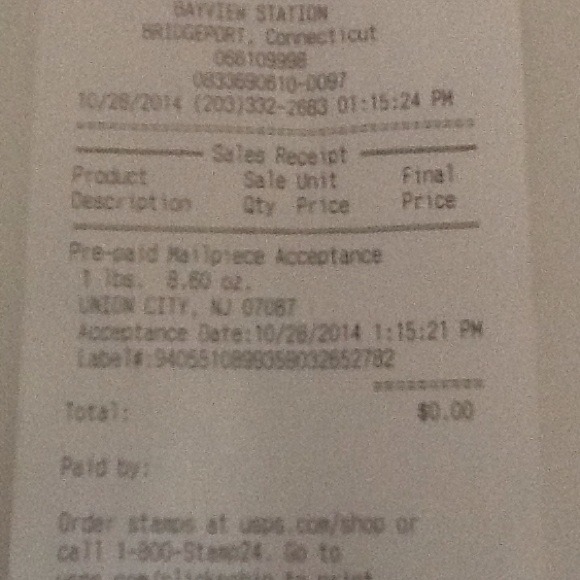 BAYVIEW STATION
BRIDGEPORT, Connecticut
066109998
0833690610-0097
10/28/2014 (203)332-2683 01:15:24 PM
Sales Receipt
Product Sale Unit Final
Description Qty Price Price
Pre-paid Mailpiece Acceptance
1 lbs. 8.60 oz.
UNION CITY, NJ 07087
Acceptance Date:10/28/2014 1:15:21 PM
Label#:9405510899359032652782
Total: $0.00
Paid by:
Order stamps at usps.com/shop or
call 1-800-Stamp24. Go to